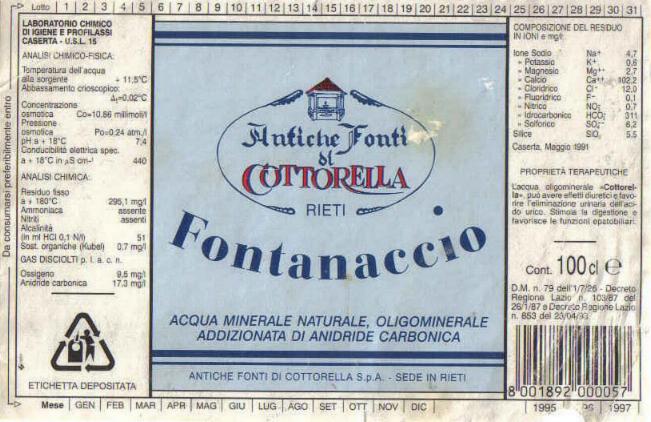 Lotto 1 2 3 4 5 6 7 8 9 10 11 12 13 14 15 16 17 18 19 20 21 22 23 24 25 26 27 28 29 30 31
Da consumarsi preferibilmente entro
LABORATORIO CHIMICO
DI IGIENE E PROFILASSI
CASERTA - U.S.L. 15
ANALISI CHIMICO-FISICA:
Temperatura dell'acqua
alla sorgente + 11,5°C
Abbassamento crioscopico:
Δt=0,02°C
Concentrazione
osmotica Co=10.66 millimoli/l
Pressione
osmotica Po=0.24 atm./l
pH a + 18°C 7,4
Conducibilità elettrica spec.
a + 18°C in µS cm-¹ 440
ANALISI CHIMICA:
Residuo fisso
a + 180°C 295,1 mg/l
Ammoniaca assente
Nitriti assenti
Alcalinità
(in ml HCl 0,1 N/l) 51
Sost. organiche (Kubel) 0.7 mg/l
GAS DISCIOLTI p. l. a. c. n.
Ossigeno 9,6 mg/l
Anidride carbonica 17.3 mg/l
ETICHETTA DEPOSITATA
Antiche Fonti
di
COTTORELLA
RIETI
Fontanaccio
ACQUA MINERALE NATURALE, OLIGOMINERALE
ADDIZIONATA DI ANIDRIDE CARBONICA
ANTICHE FONTI DI COTTORELLA S.p.A. - SEDE IN RIETI
COMPOSIZIONE DEL RESIDUO
IN IONI e mg/l:
Ione Sodio Na+ 4,7
» Potassio K+ 0,6
» Magnesio Mg++ 2,7
» Calcio Ca++ 102,2
» Cloridrico Cl- 12,0
» Fluoridrico F- 0,1
» Nitrico NO3- 0,7
» Idrocarbonico HCO3- 311
» Solforico SO4-- 6,2
Silice SiO2 5,5
Caserta, Maggio 1991
PROPRIETÀ TERAPEUTICHE
L'acqua oligominerale «Cottorel-
la», può avere effetti diuretici e favo-
rire l'eliminazione urinaria dell'aci-
do urico. Stimola la digestione e
favorisce le funzioni epatobiliari.
Cont. 100 cl e
D.M. n. 79 dell'1/7/26 - Decreto
Regione Lazio n. 103/87 del
26/1/87 e Decreto Regione Lazio
n. 853 del 23/04/93
8 001892 000057
Mese GEN FEB MAR APR MAG GIU LUG AGO SET OTT NOV DIC 1995 96 1997